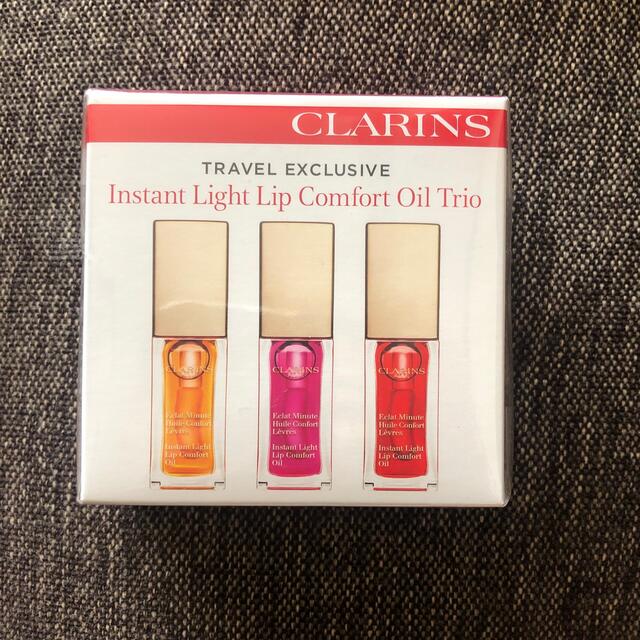 CLARINS
TRAVEL EXCLUSIVE
Instant Light Lip Comfort Oil Trio
CLARINS
Eclat Minute
Huile Confort
Lèvres
Instant Light
Lip Comfort
Oil
CLARINS
Eclat Minute
Huile Confort
Lèvres
Instant Light
Lip Comfort
Oil
CLARINS
Eclat Minute
Huile Confort
Lèvres
Instant Light
Lip Comfort
Oil